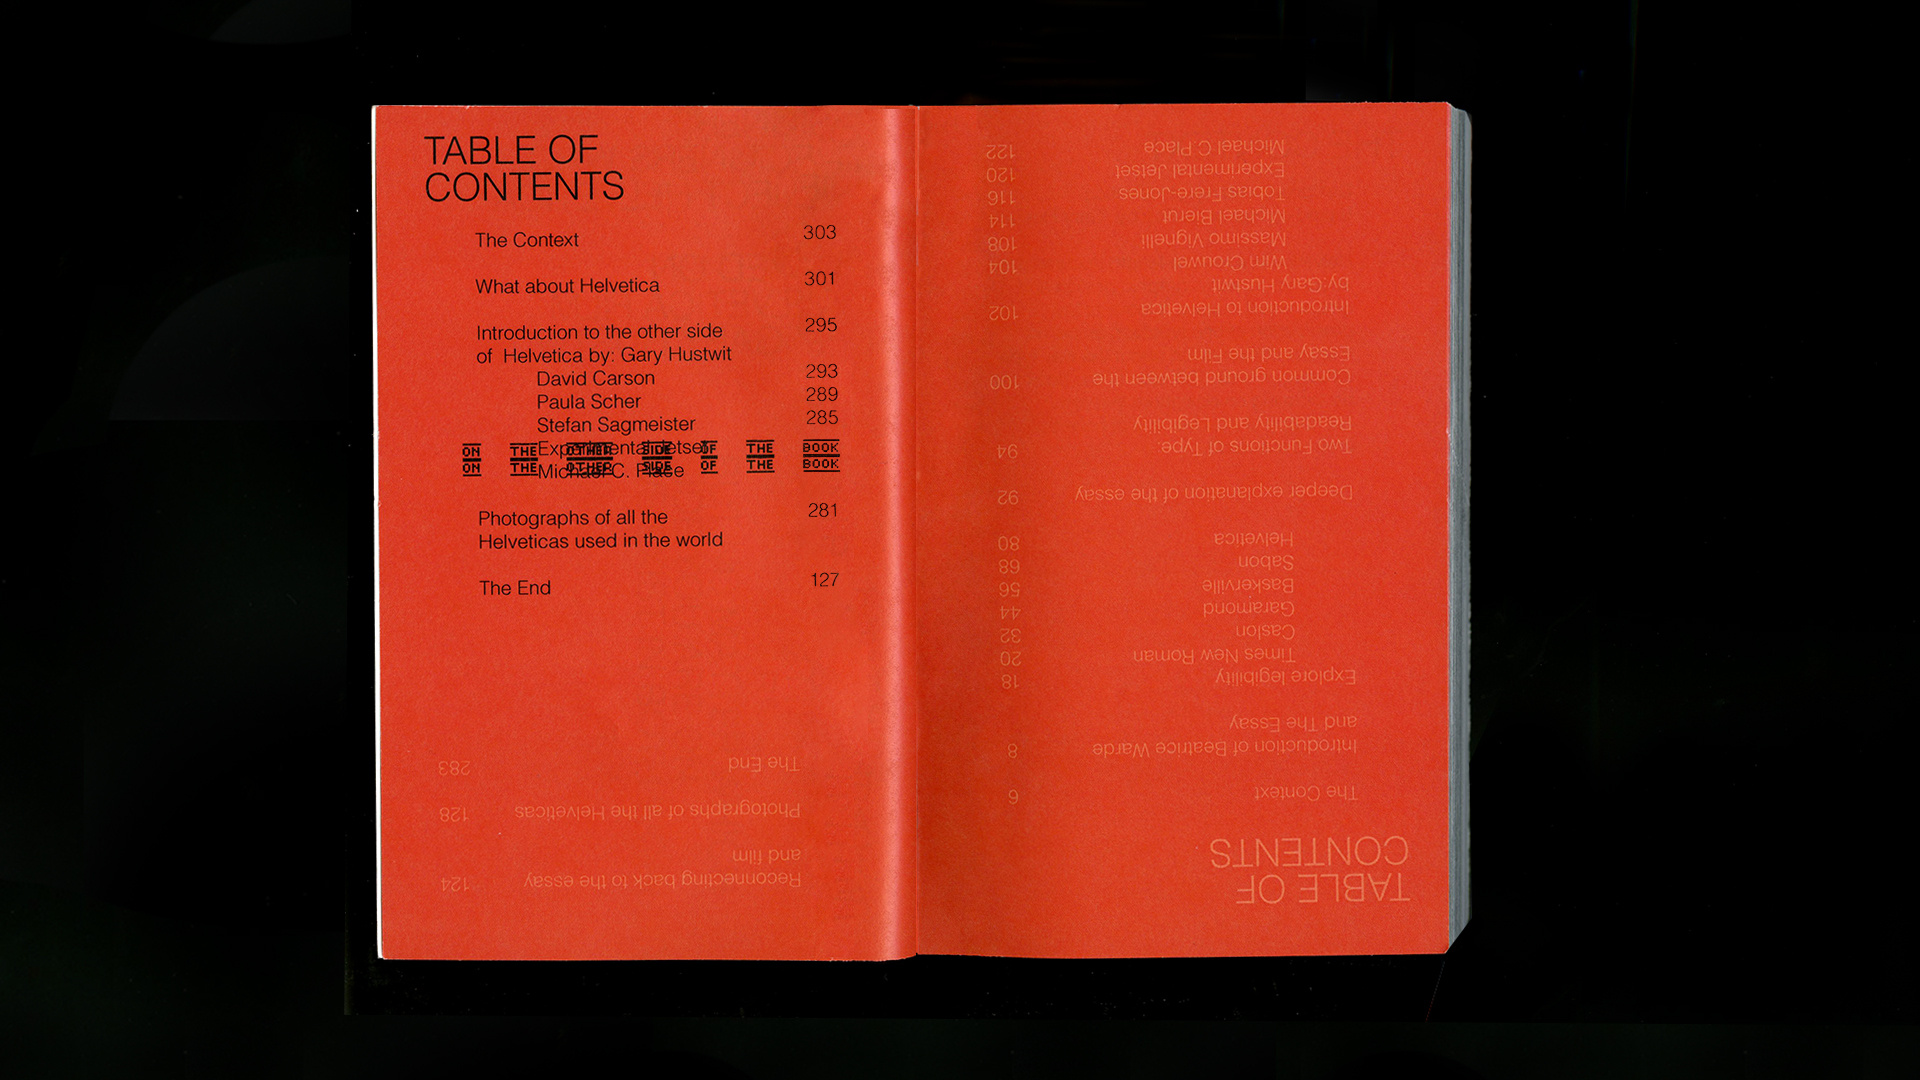 TABLE OF
CONTENTS
The Context 303
What about Helvetica 301
Introduction to the other side 295
of Helvetica by: Gary Hustwit
David Carson 293
Paula Scher 289
Stefan Sagmeister 285
Experimental Jetset
ON THE OTHER SIDE OF THE BOOK
ON THE OTHER SIDE OF THE BOOK
Michael C. Place
Photographs of all the 281
Helveticas used in the world
The End 127
TABLE OF
CONTENTS
The Context 6
Introduction of Beatrice Warde 8
and The Essay
Explore legibility 18
Times New Roman 20
Caslon 32
Garamond 44
Baskerville 56
Sabon 68
Helvetica 80
Deeper explanation of the essay 92
Two Functions of Type: 94
Readability and Legibility
Common ground between the 100
Essay and the Film
Introduction to Helvetica 102
by:Gary Hustwit
Wim Crouwel 104
Massimo Vignelli 108
Michael Bierut 114
Tobias Frere-Jones 116
Experimental Jetset 120
Michael C Place 122
Reconnecting back to the essay 124
and film
Photographs of all the Helveticas 128
The End 283